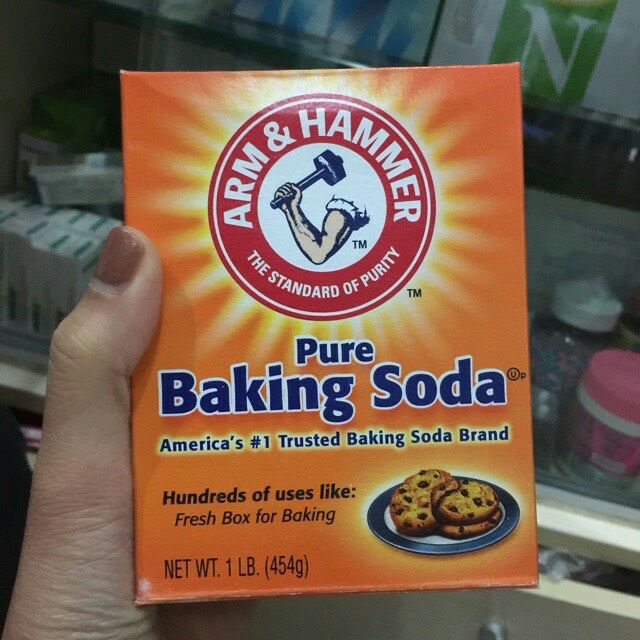 N
ARM & HAMMER
TM
THE STANDARD OF PURITY
TM
Pure
Baking Soda
U P
America's #1 Trusted Baking Soda Brand
Hundreds of uses like:
Fresh Box for Baking
NET WT. 1 LB. (454g)